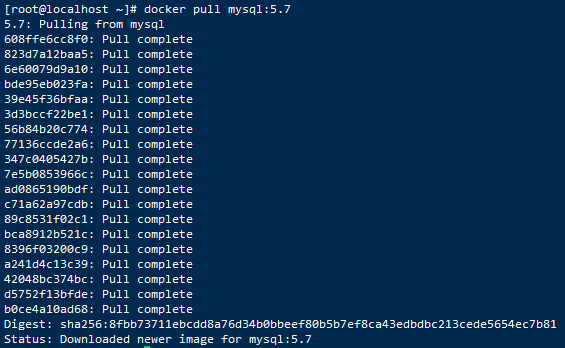 [root@localhost ~]# docker pull mysql:5.7
5.7: Pulling from mysql
608ffe6cc8f0: Pull complete
823d7a12baa5: Pull complete
6e60079d9a10: Pull complete
bde95eb023fa: Pull complete
39e45f36bfaa: Pull complete
3d3bccf22be1: Pull complete
56b84b20c774: Pull complete
77136ccde2a6: Pull complete
347c0405427b: Pull complete
7e5b0853966c: Pull complete
ad0865190bdf: Pull complete
c71a62a97cdb: Pull complete
89c8531f02c1: Pull complete
bca8912b521c: Pull complete
8396f03200c9: Pull complete
a241d4c13c39: Pull complete
42048bc374bc: Pull complete
d5752f13bfde: Pull complete
b0ce4a10ad68: Pull complete
Digest: sha256:8fbb73711ebcdd8a76d34b0bbeef80b5b7ef8ca43edbdbc213cede5654ec7b81
Status: Downloaded newer image for mysql:5.7